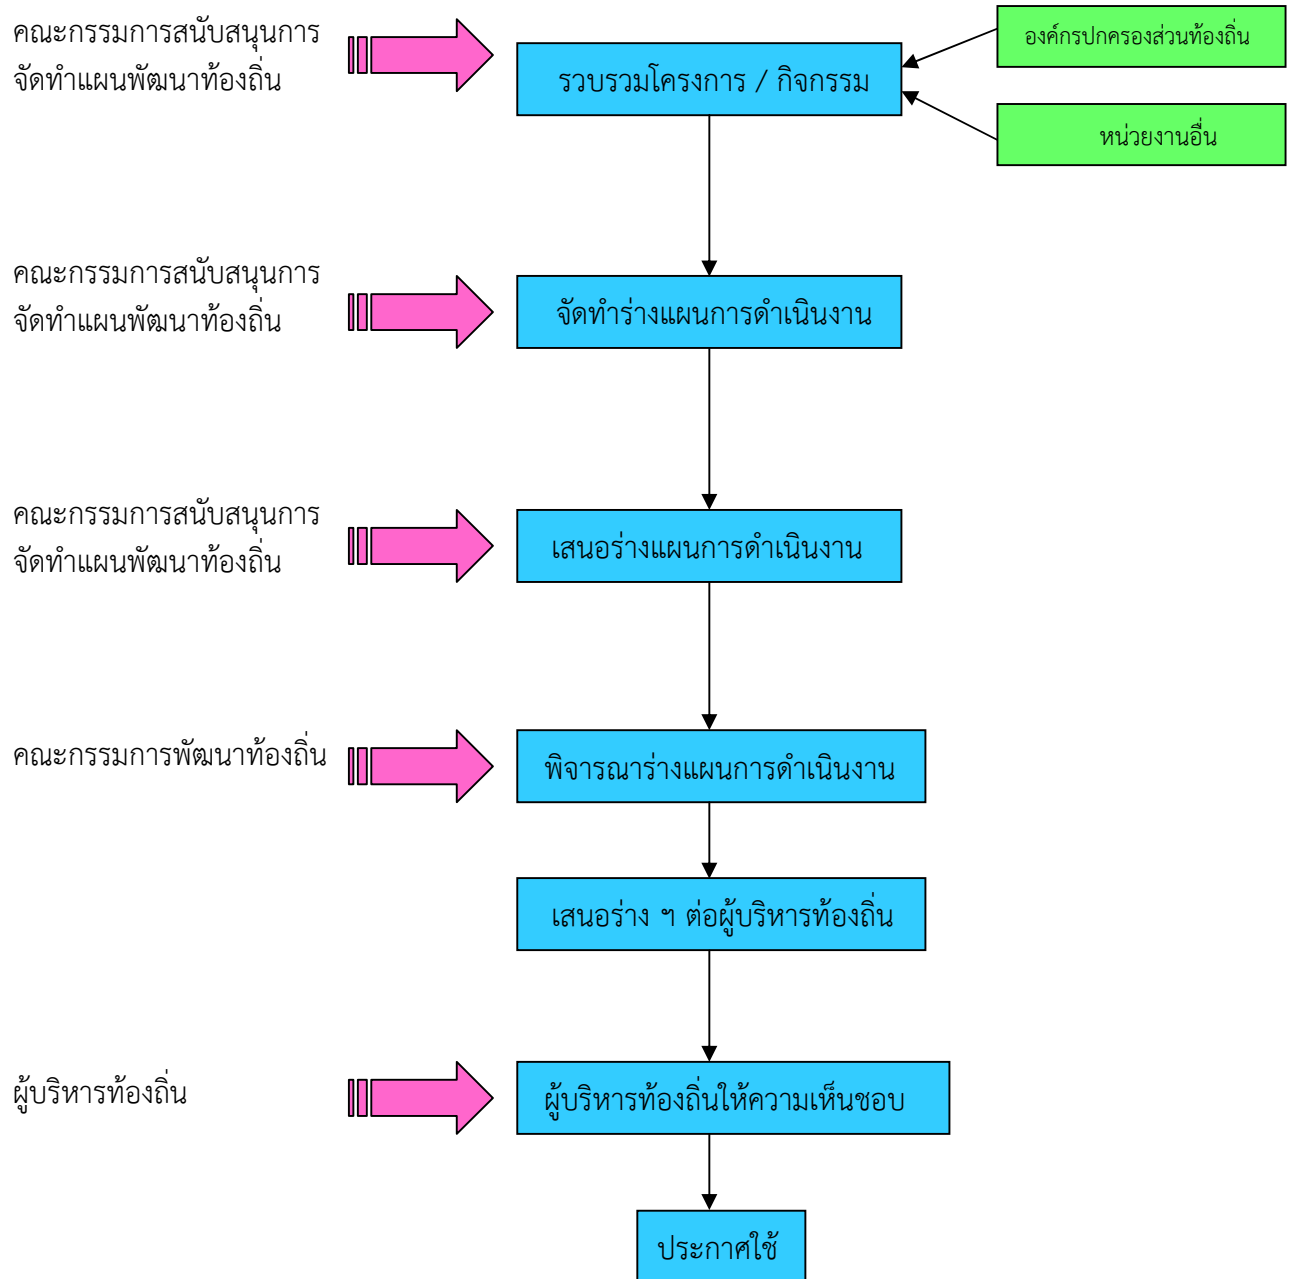 คณะกรรมการสนับสนุนการ
จัดทำแผนพัฒนาท้องถิ่น
รวบรวมโครงการ / กิจกรรม
องค์กรปกครองส่วนท้องถิ่น
หน่วยงานอื่น
คณะกรรมการสนับสนุนการ
จัดทำแผนพัฒนาท้องถิ่น
จัดทำร่างแผนการดำเนินงาน
คณะกรรมการสนับสนุนการ
จัดทำแผนพัฒนาท้องถิ่น
เสนอร่างแผนการดำเนินงาน
คณะกรรมการพัฒนาท้องถิ่น
พิจารณาร่างแผนการดำเนินงาน
เสนอร่าง ฯ ต่อผู้บริหารท้องถิ่น
ผู้บริหารท้องถิ่น
ผู้บริหารท้องถิ่นให้ความเห็นชอบ
ประกาศใช้